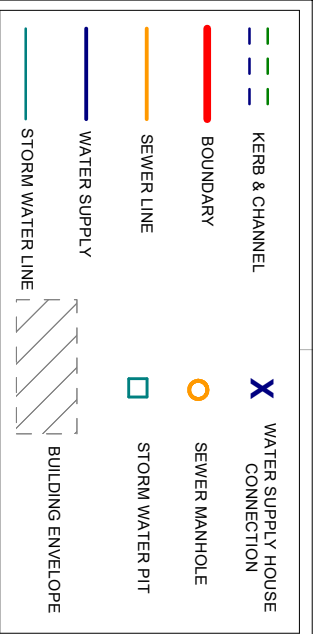 KERB & CHANNEL
BOUNDARY
SEWER LINE
WATER SUPPLY
STORM WATER LINE
X
WATER SUPPLY HOUSE
CONNECTION
SEWER MANHOLE
STORM WATER PIT
BUILDING ENVELOPE